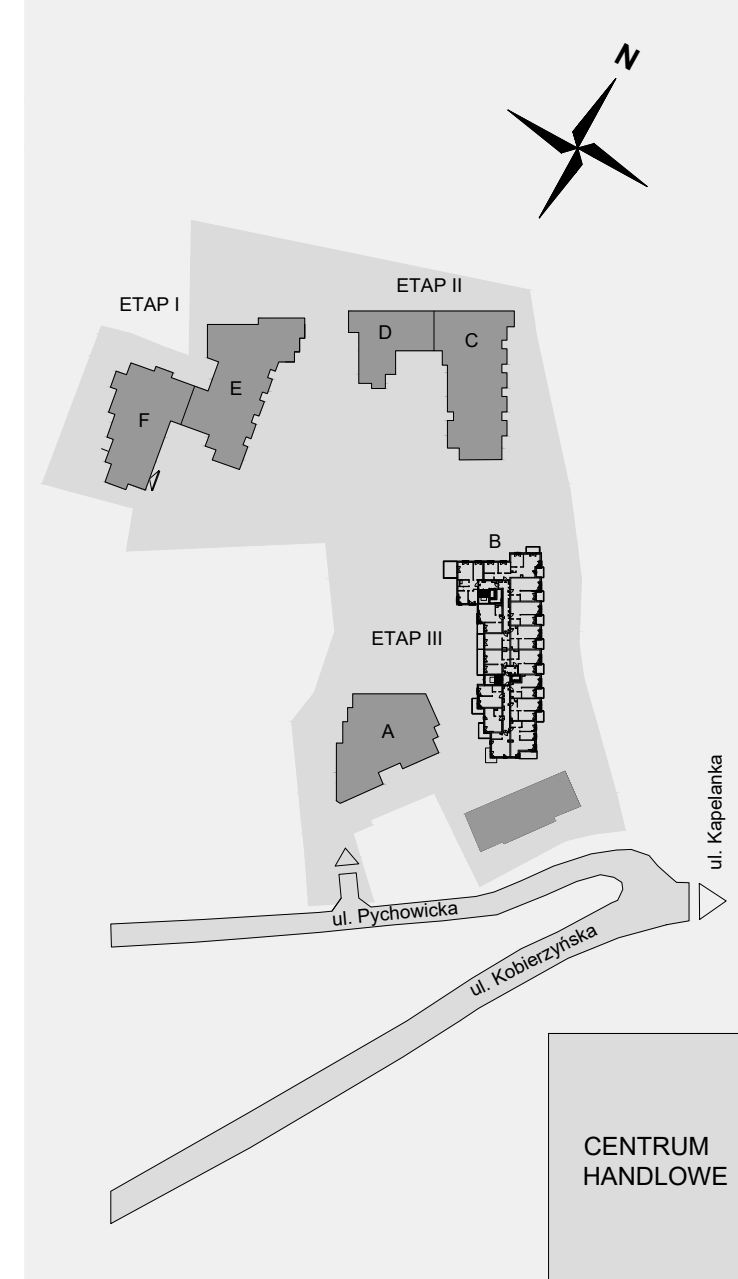 N
ETAP II
ETAP I
D
C
E
F
B
ETAP III
A
ul. Kapelanka
ul. Pychowicka
ul. Kobierzyńska
CENTRUM
HANDLOWE